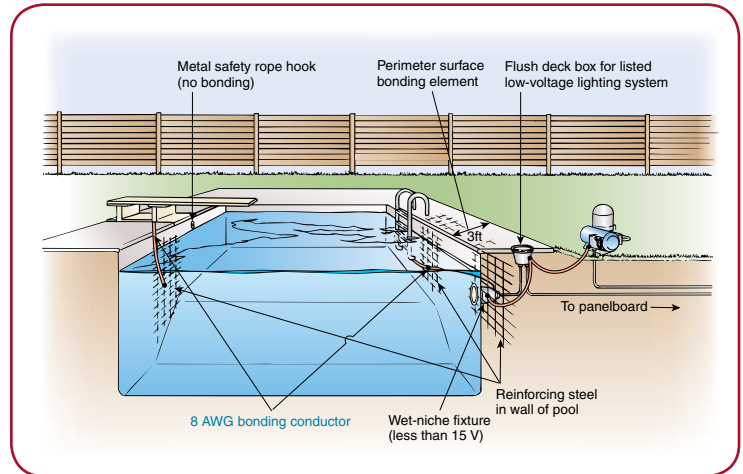 Metal safety rope hook
(no bonding)
Perimeter surface
bonding element
Flush deck box for listed
low-voltage lighting system
3ft
To panelboard
8 AWG bonding conductor
Wet-niche fixture
(less than 15 V)
Reinforcing steel
in wall of pool